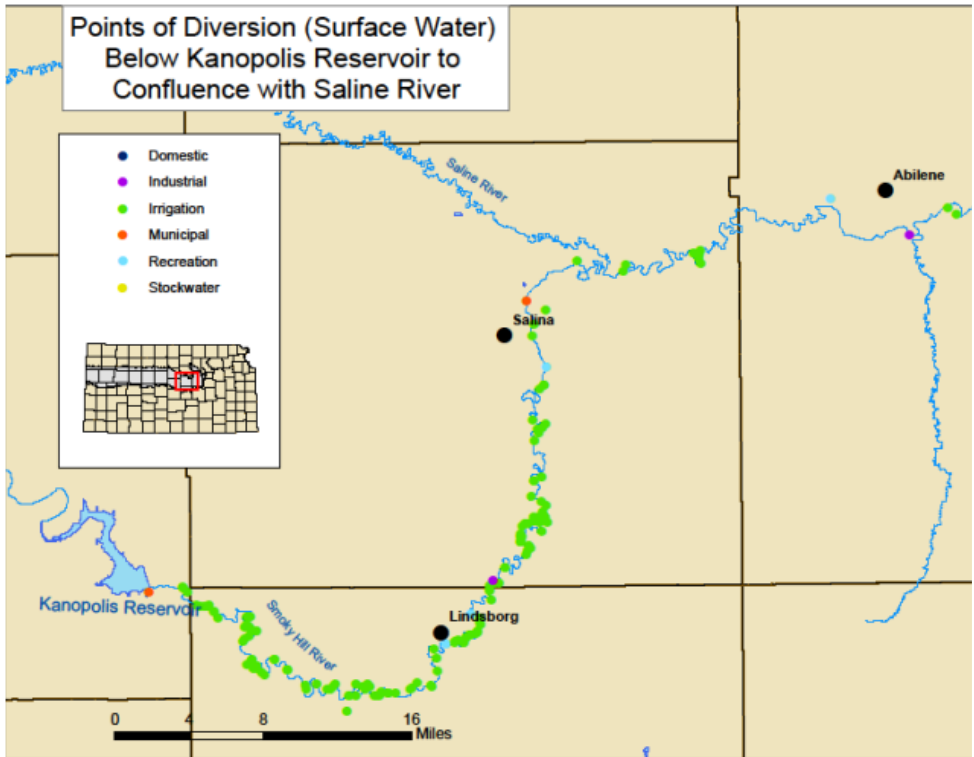 Points of Diversion (Surface Water)
Below Kanopolis Reservoir to
Confluence with Saline River
Domestic
Industrial
Irrigation
Municipal
Recreation
Stockwater
Saline River
Abilene
Salina
Kanopolis Reservoir
Smoky Hill River
Lindsborg
0 4 8 16
Miles